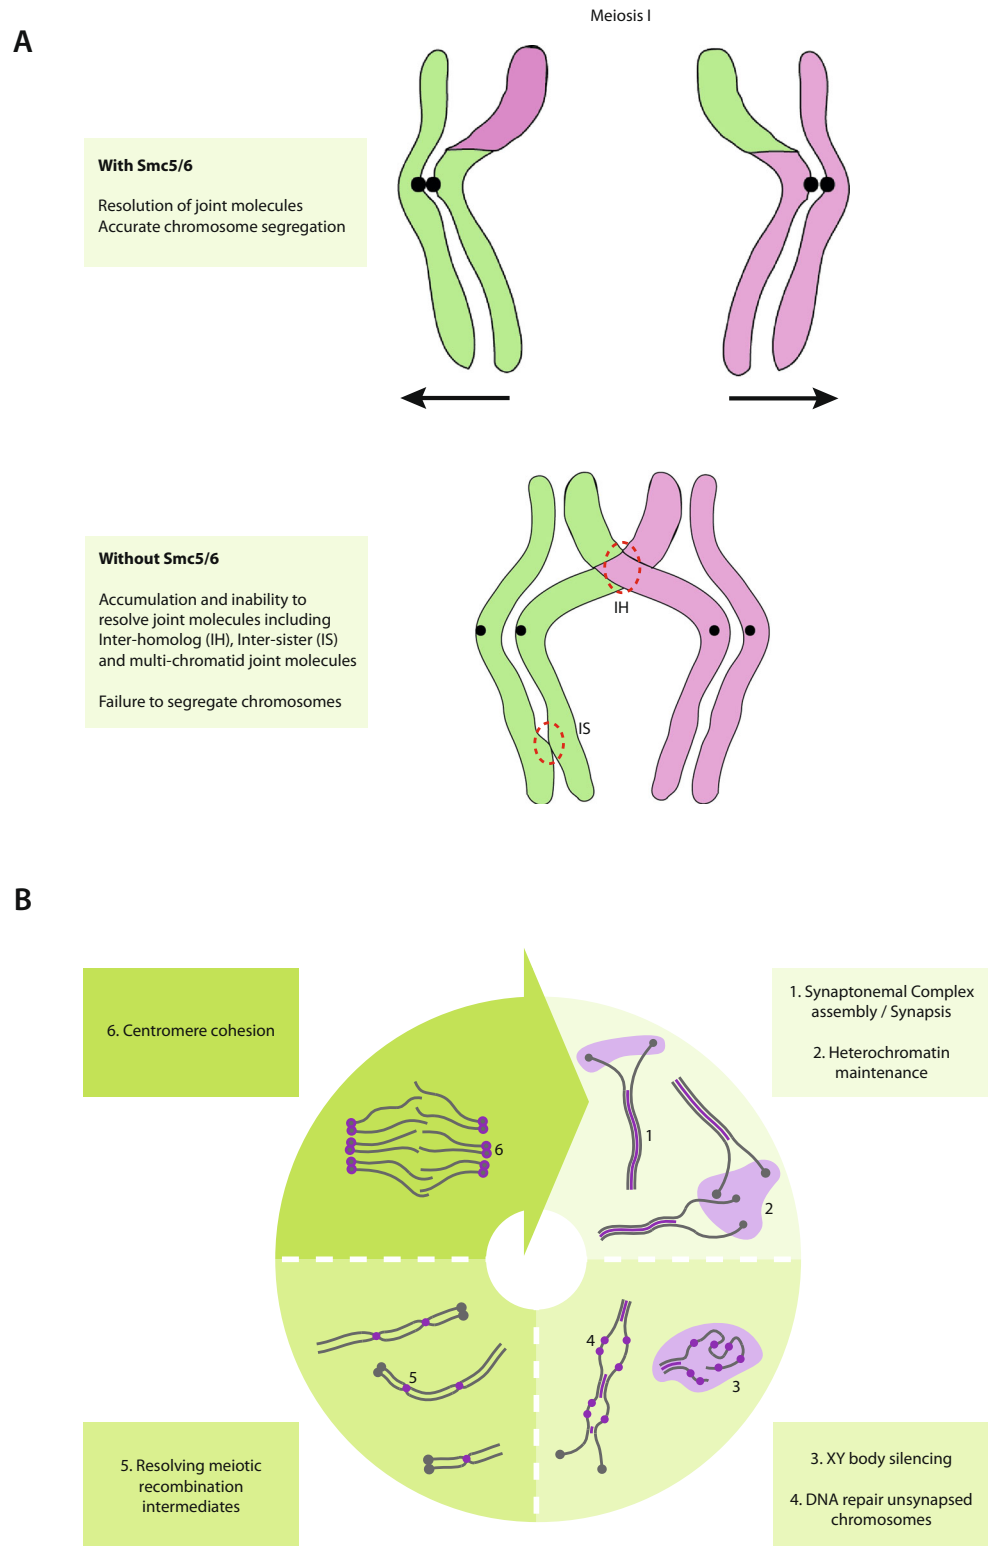 Meiosis I
A
With Smc5/6
Resolution of joint molecules
Accurate chromosome segregation
Without Smc5/6
Accumulation and inability to
resolve joint molecules including
Inter-homolog (IH), Inter-sister (IS)
and multi-chromatid joint molecules
Failure to segregate chromosomes
IH
IS
B
6. Centromere cohesion
1. Synaptonemal Complex
assembly / Synapsis
2. Heterochromatin
maintenance
1
2
6
4
3
5
5. Resolving meiotic
recombination
intermediates
3. XY body silencing
4. DNA repair unsynapsed
chromosomes